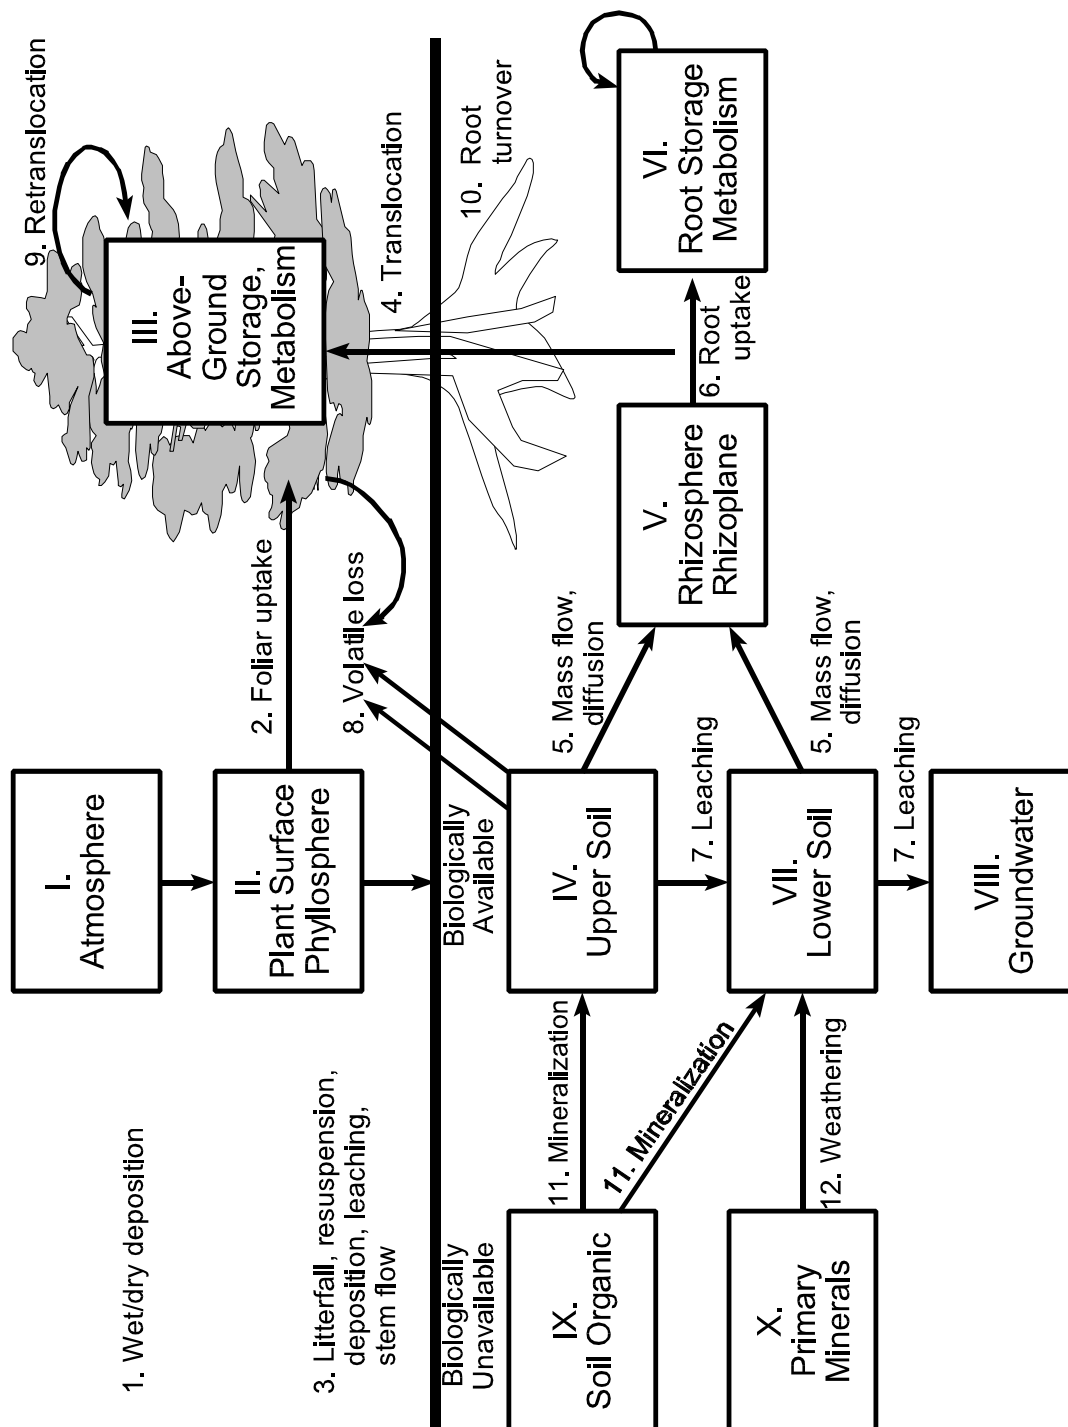 1. Wet/dry deposition
I.
Atmosphere
9. Retranslocation
3. Litterfall, resuspension,
deposition, leaching,
stem flow
II.
Plant Surface
Phyllosphere
2. Foliar uptake
8. Volatile loss
III.
Above-
Ground
Storage,
Metabolism
4. Translocation
Biologically
Unavailable
Biologically
Available
10. Root
turnover
IX.
Soil Organic
11. Mineralization
11. Mineralization
IV.
Upper Soil
5. Mass flow,
diffusion
7. Leaching
V.
Rhizosphere
Rhizoplane
6. Root
uptake
VI.
Root Storage
Metabolism
X.
Primary
Minerals
12. Weathering
VII.
Lower Soil
5. Mass flow,
diffusion
7. Leaching
VIII.
Groundwater